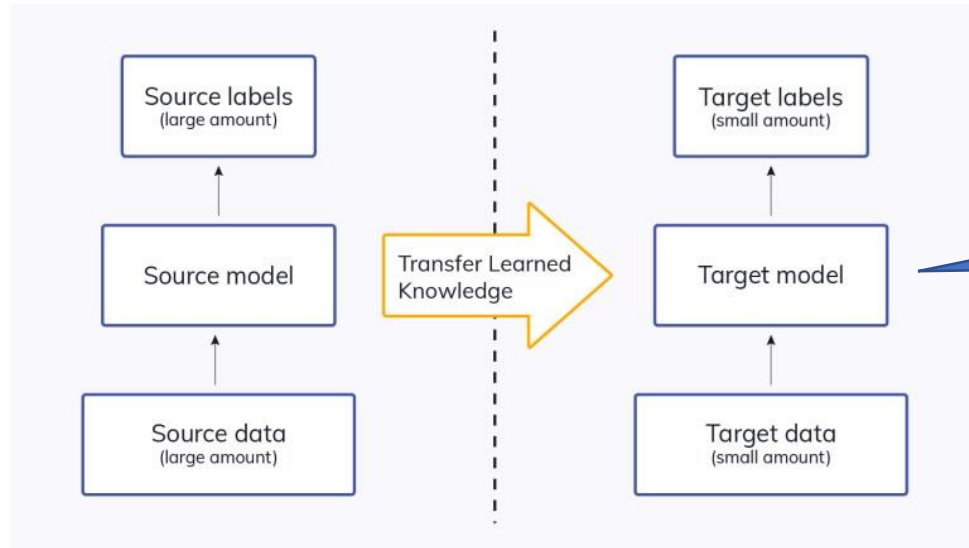 Source labels
(large amount)
Target labels
(small amount)
Source model
Transfer Learned
Knowledge
Target model
Source data
(large amount)
Target data
(small amount)